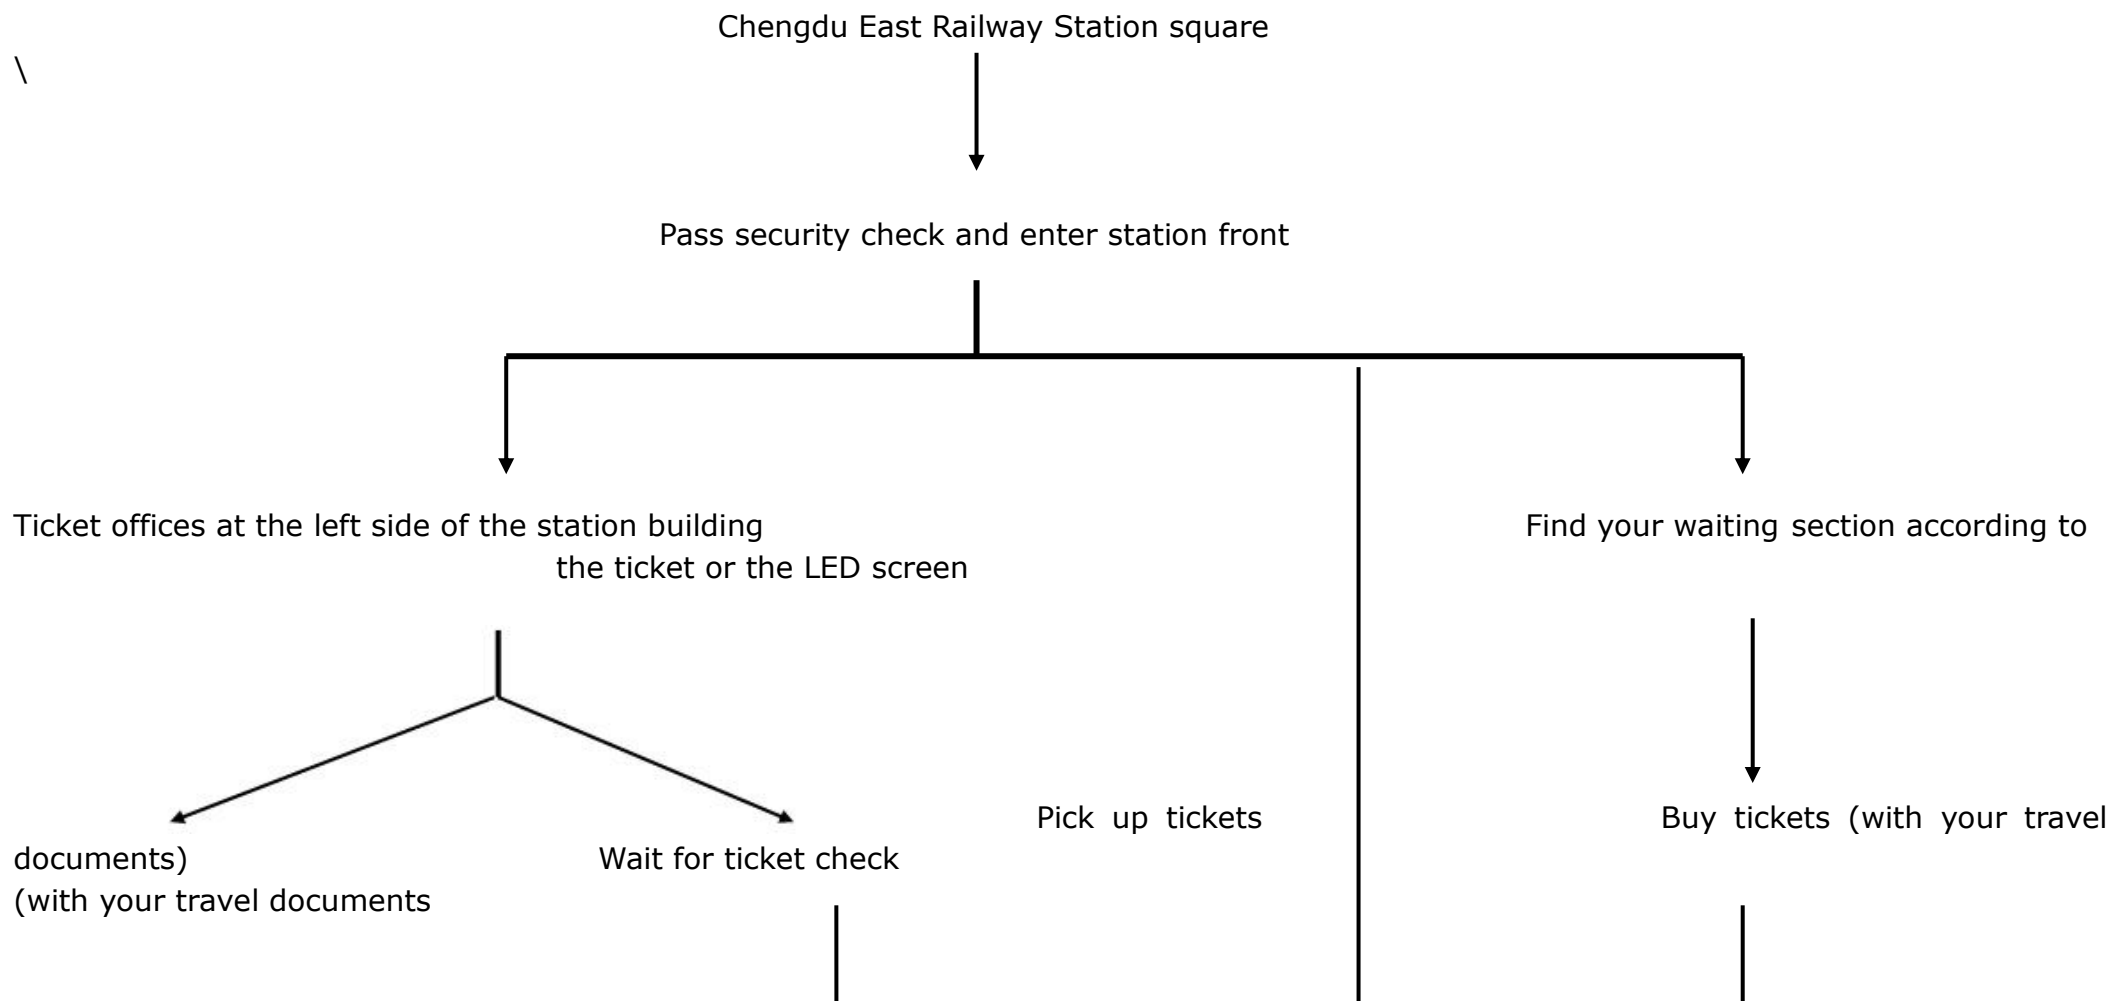 Chengdu East Railway Station square
\
Pass security check and enter station front
Ticket offices at the left side of the station building Find your waiting section according to
the ticket or the LED screen
Pick up tickets Buy tickets (with your travel
documents) Wait for ticket check
(with your travel documents